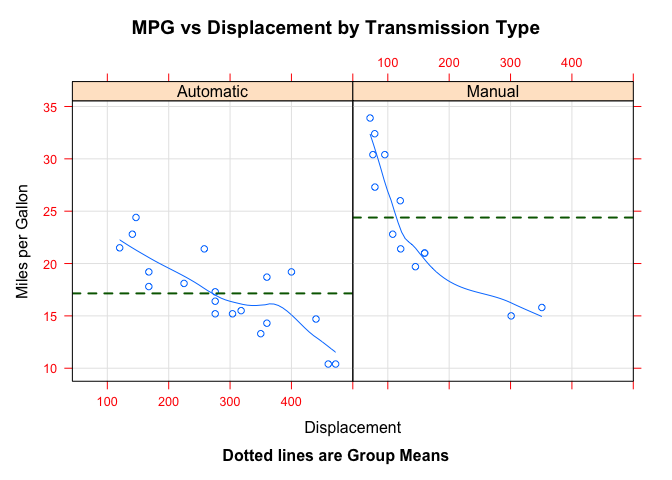 MPG vs Displacement by Transmission Type
100 200 300 400
Automatic Manual
35
30
25
20
15
10
Miles per Gallon
100 200 300 400
Displacement
Dotted lines are Group Means